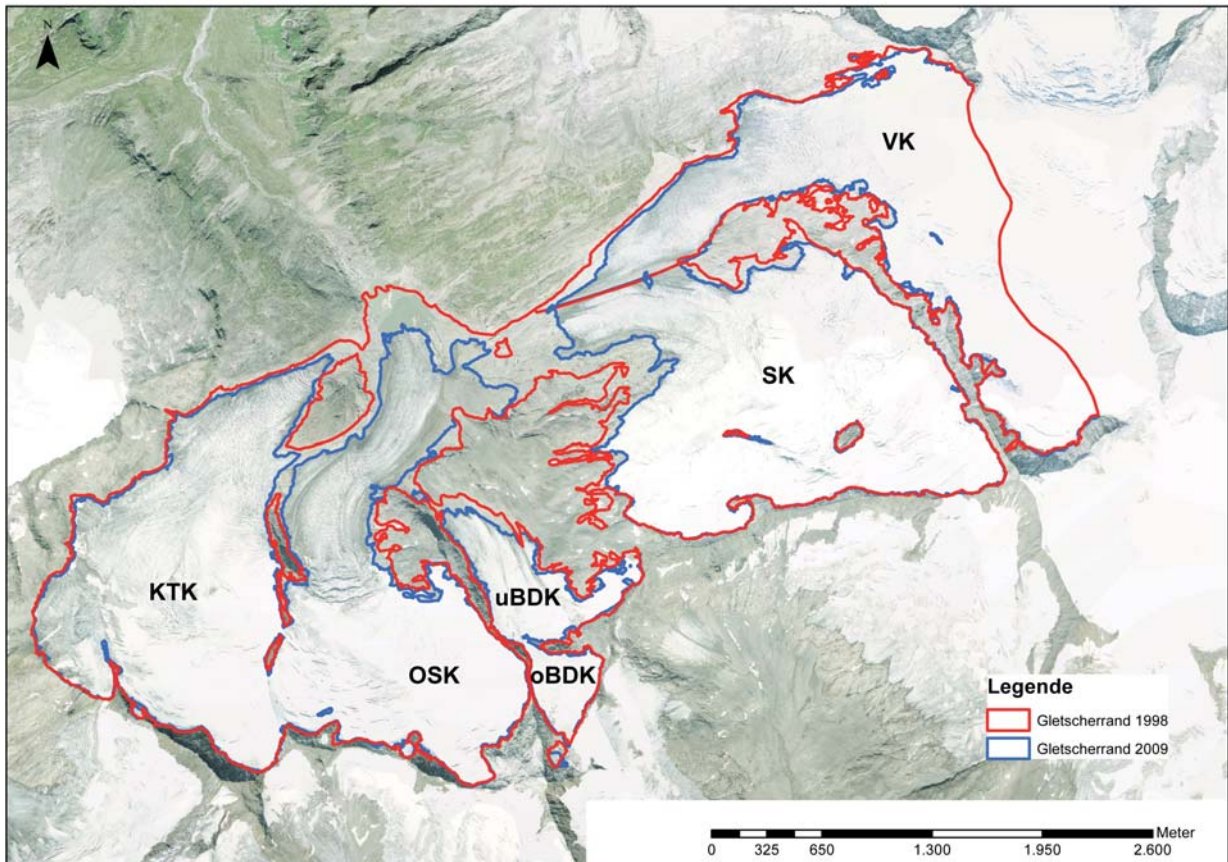 N
VK
SK
KTK
uBDK
OSK
oBDK
Legende
Gletscherrand 1998
Gletscherrand 2009
Meter
0 325 650 1.300 1.950 2.600